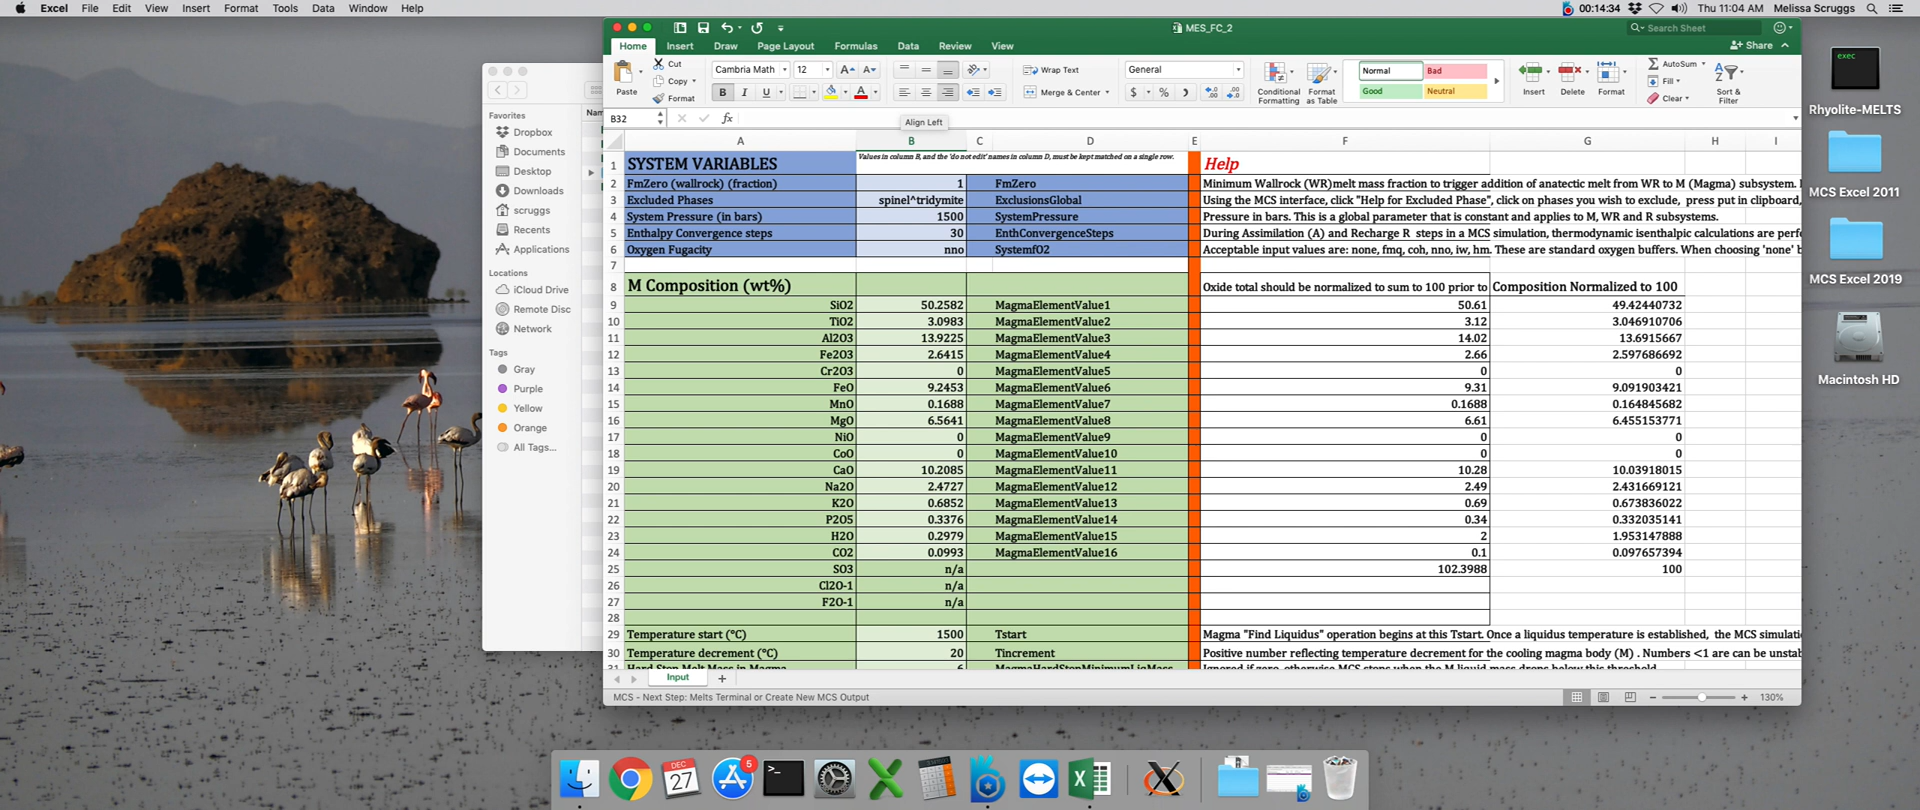 Excel File Edit View Insert Format Tools Data Window Help
00:14:34 Thu 11:04 AM Melissa Scruggs
MES_FC_2
Search Sheet
Home Insert Draw Page Layout Formulas Data Review View
Share
Paste
Cut
Copy
Format
Cambria Math 12
B I U
Wrap Text
Merge & Center
General
$ %
Conditional Formatting
Format as Table
Normal Bad
Good Neutral
Insert Delete Format
AutoSum
Fill
Clear
Sort & Filter
B32 fx
Align Left
A B C D E F G H I
1 SYSTEM VARIABLES Values in column B, and the 'do not edit' names in column D, must be kept matched on a single row. Help
2 FmZero (wallrock) (fraction) 1 FmZero Minimum Wallrock (WR)melt mass fraction to trigger addition of anatectic melt from WR to M (Magma) subsystem.
3 Excluded Phases spinel^tridymite ExclusionsGlobal Using the MCS interface, click "Help for Excluded Phase", click on phases you wish to exclude, press put in clipboard,
4 System Pressure (in bars) 1500 SystemPressure Pressure in bars. This is a global parameter that is constant and applies to M, WR and R subsystems.
5 Enthalpy Convergence steps 30 EnthConvergenceSteps During Assimilation (A) and Recharge R steps in a MCS simulation, thermodynamic isenthalpic calculations are perf
6 Oxygen Fugacity nno SystemfO2 Acceptable input values are: none, fmq, coh, nno, iw, hm. These are standard oxygen buffers. When choosing 'none'
7
8 M Composition (wt%) Oxide total should be normalized to sum to 100 prior to Composition Normalized to 100
9 SiO2 50.2582 MagmaElementValue1 50.61 49.42440732
10 TiO2 3.0983 MagmaElementValue2 3.12 3.046910706
11 Al2O3 13.9225 MagmaElementValue3 14.02 13.6915667
12 Fe2O3 2.6415 MagmaElementValue4 2.66 2.597686692
13 Cr2O3 0 MagmaElementValue5 0 0
14 FeO 9.2453 MagmaElementValue6 9.31 9.091903421
15 MnO 0.1688 MagmaElementValue7 0.1688 0.164845682
16 MgO 6.5641 MagmaElementValue8 6.61 6.455153771
17 NiO 0 MagmaElementValue9 0 0
18 CoO 0 MagmaElementValue10 0 0
19 CaO 10.2085 MagmaElementValue11 10.28 10.03918015
20 Na2O 2.4727 MagmaElementValue12 2.49 2.431669121
21 K2O 0.6852 MagmaElementValue13 0.69 0.673836022
22 P2O5 0.3376 MagmaElementValue14 0.34 0.332035141
23 H2O 0.2979 MagmaElementValue15 2 1.953147888
24 CO2 0.0993 MagmaElementValue16 0.1 0.097657394
25 SO3 n/a 102.3988 100
26 Cl2O-1 n/a
27 F2O-1 n/a
28
29 Temperature start (°C) 1500 Tstart Magma "Find Liquidus" operation begins at this Tstart. Once a liquidus temperature is established, the MCS simulati
30 Temperature decrement (°C) 20 Tincrement Positive number reflecting temperature decrement for the cooling magma body (M) . Numbers <1 are can be unstab
31 Hard Stop Melt Mass in Magma 6 MagmaHardStopMinimumLiqMass Ignored if zero, otherwise MCS stops when the M liquid mass drops below this threshold
Input
MCS - Next Step: Melts Terminal or Create New MCS Output
130%
Favorites
Dropbox
Documents
Desktop
Downloads
scruggs
Recents
Applications
Locations
iCloud Drive
Remote Disc
Network
Tags
Gray
Purple
Yellow
Orange
All Tags...
Nam
exec
Rhyolite-MELTS
MCS Excel 2011
MCS Excel 2019
Macintosh HD
DEC
27
5